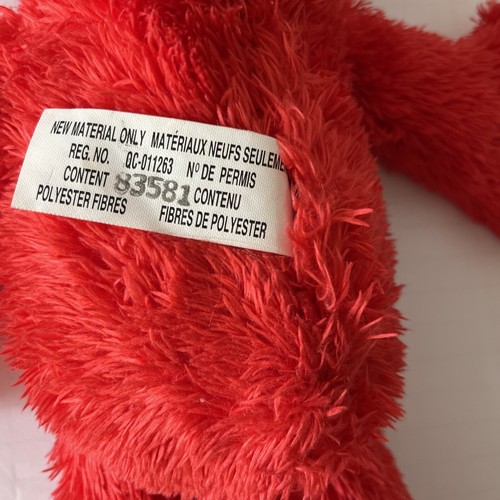 NEW MATERIAL ONLY MATÉRIAUX NEUFS SEULEME
REG. NO. QC-011263 Nº DE PERMIS
CONTENT 83581 CONTENU
POLYESTER FIBRES FIBRES DE POLYESTER